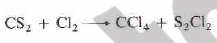 CS₂ + Cl₂ ⟶ CCl₄ + S₂Cl₂